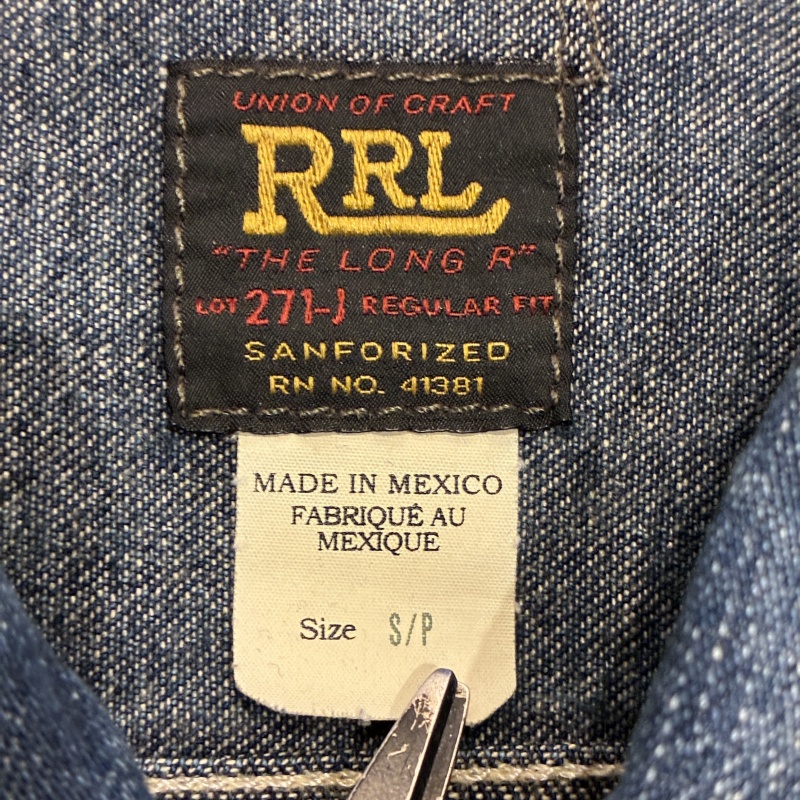 UNION OF CRAFT
RRL
"THE LONG R"
LOT 271-J REGULAR FIT
SANFORIZED
RN NO. 41381
MADE IN MEXICO
FABRIQUÉ AU
MEXIQUE
Size S/P